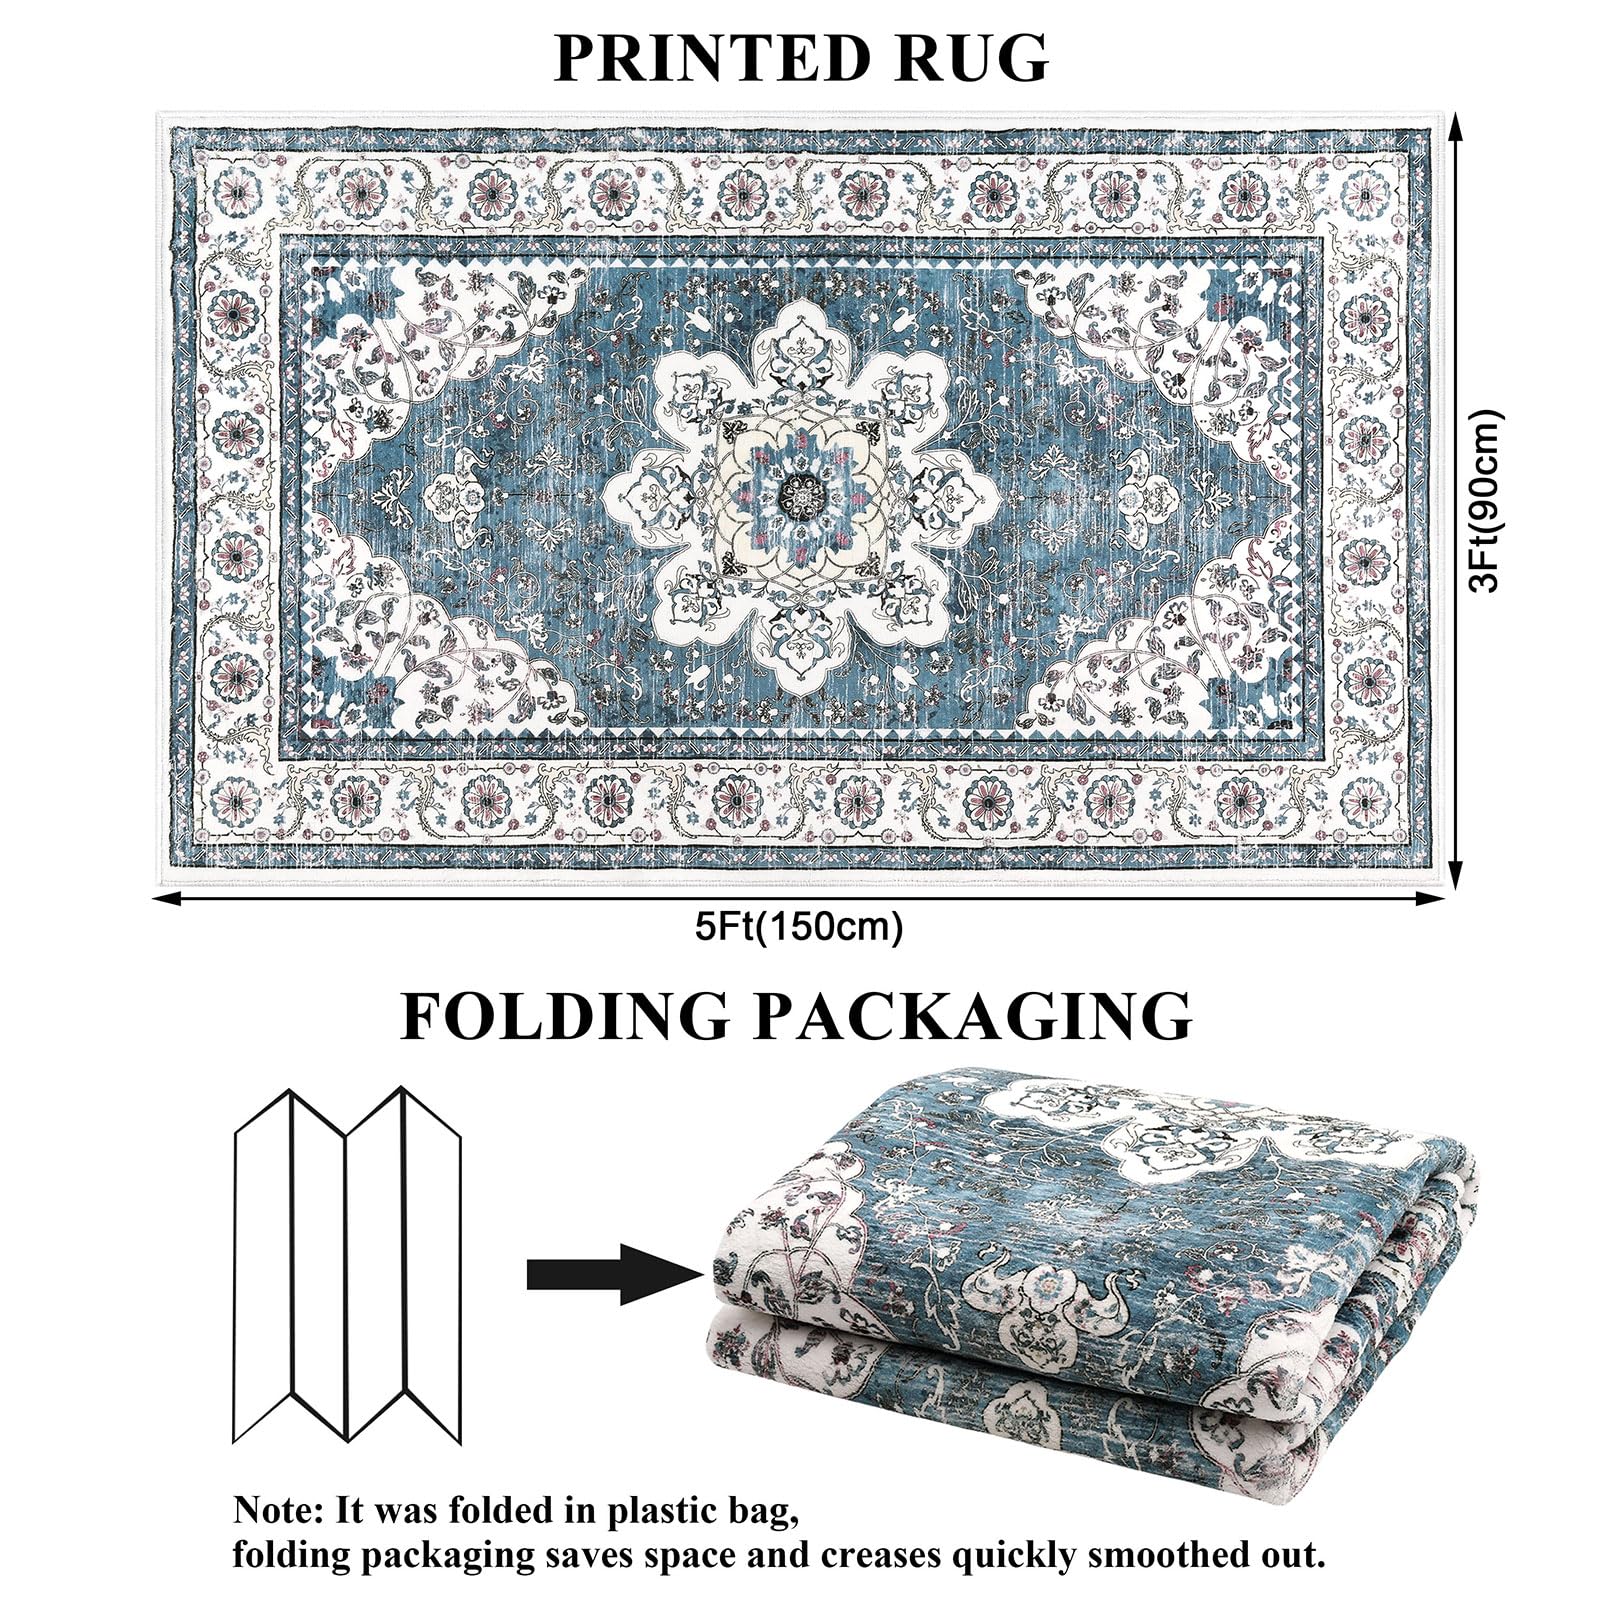 PRINTED RUG
3Ft(90cm)
5Ft(150cm)
FOLDING PACKAGING
Note: It was folded in plastic bag,
folding packaging saves space and creases quickly smoothed out.